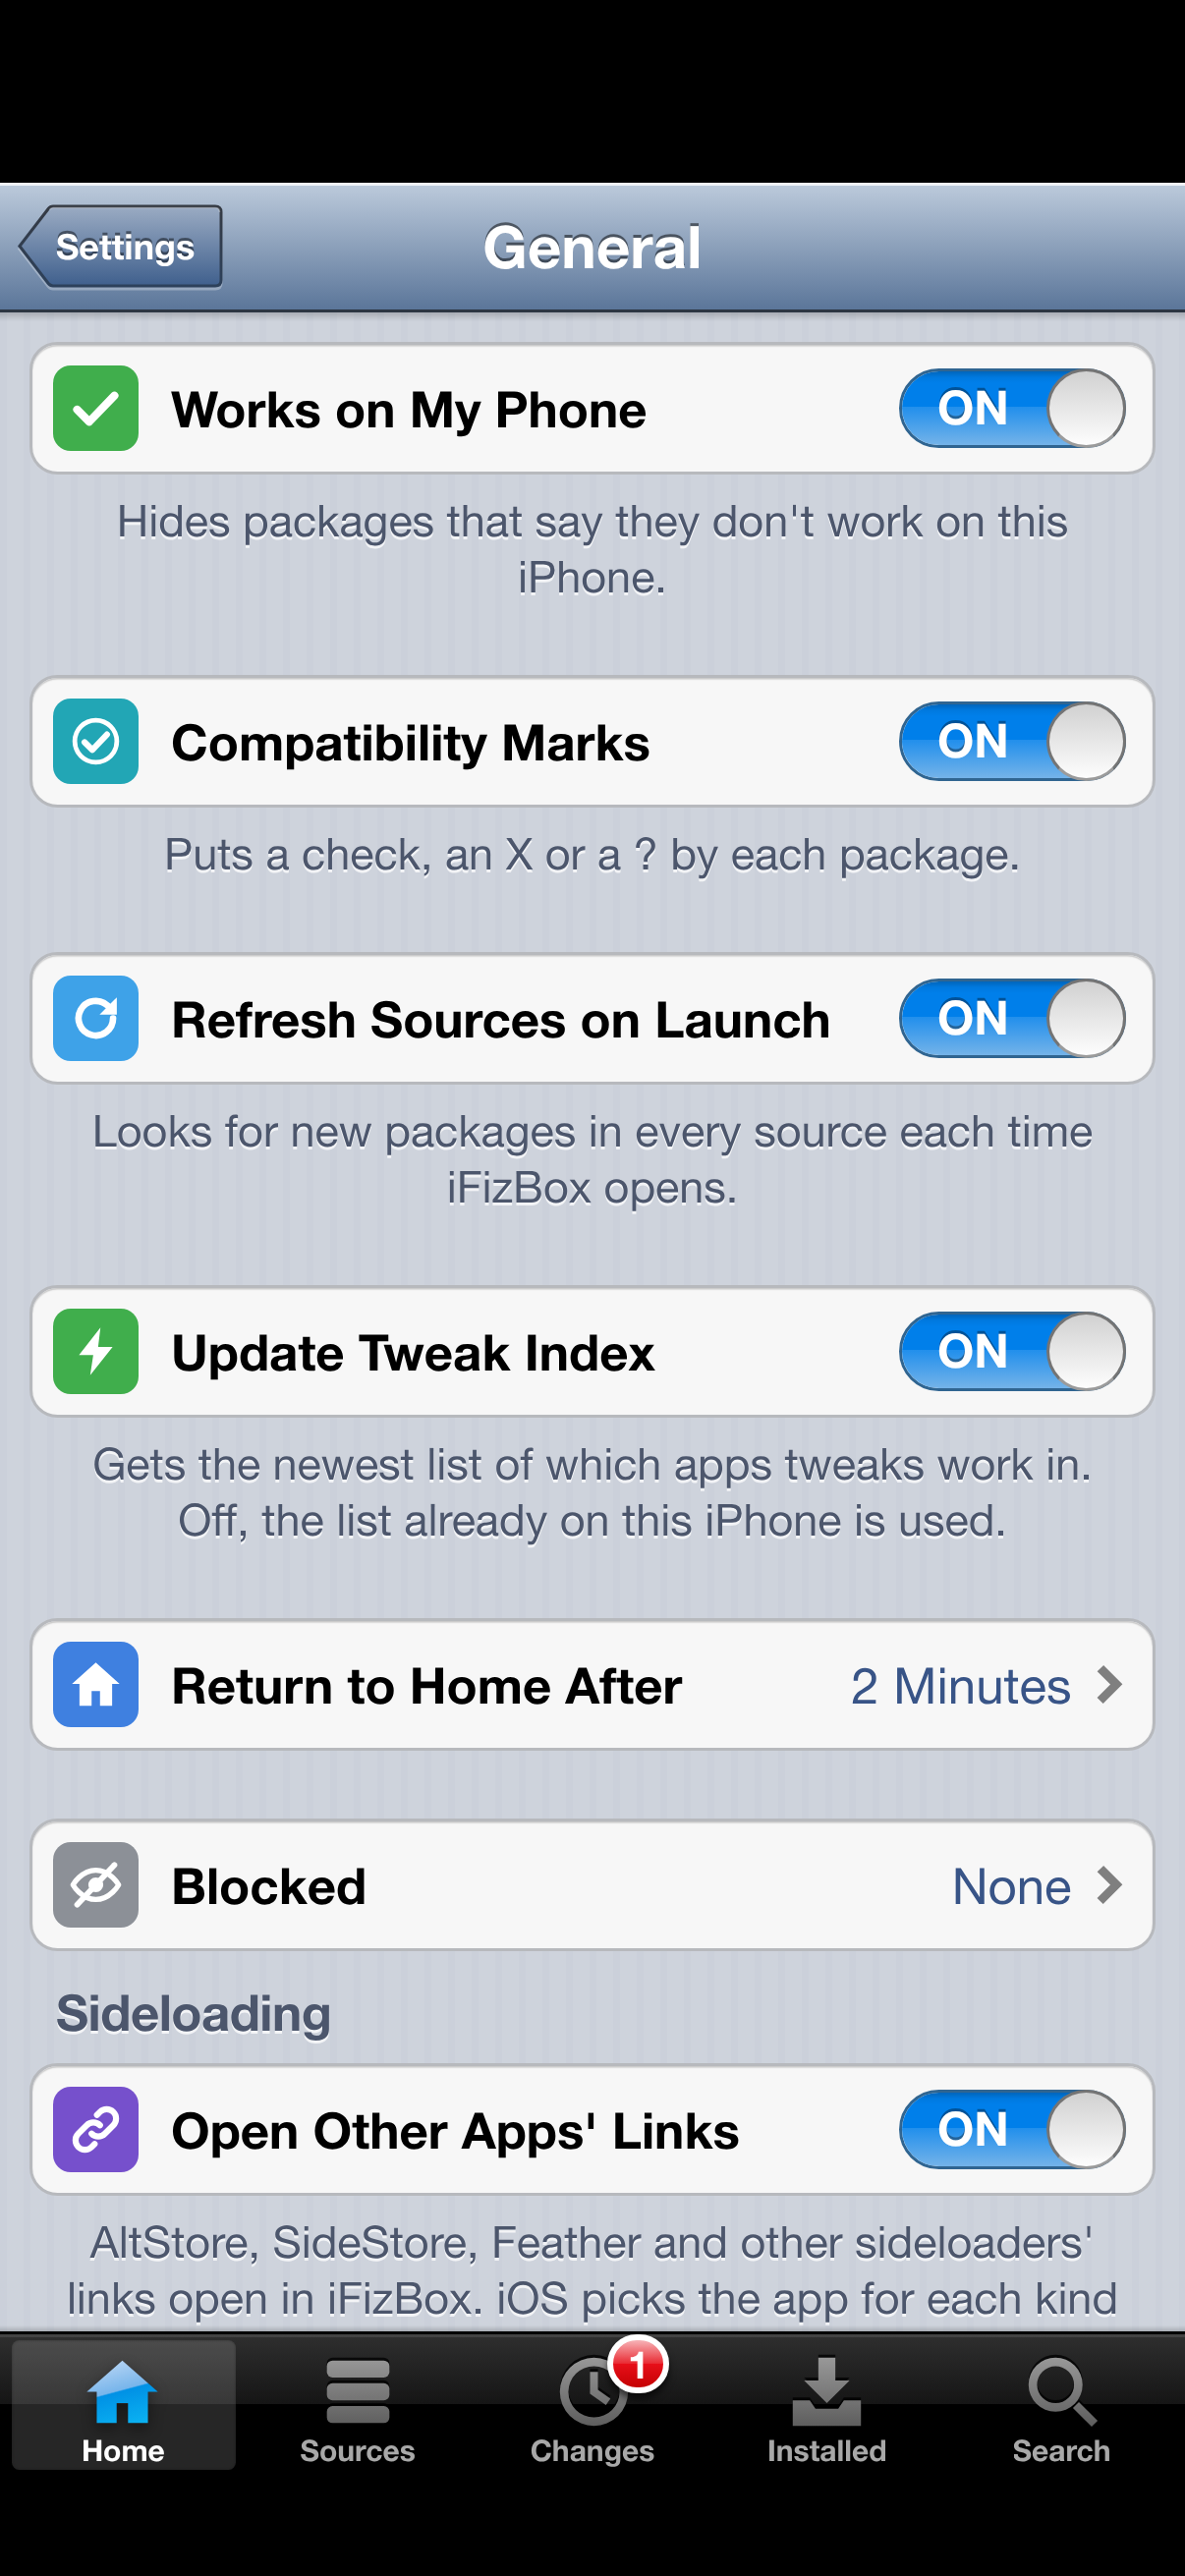 Settings
General
Works on My Phone
ON
Hides packages that say they don't work on this
iPhone.
Compatibility Marks
ON
Puts a check, an X or a ? by each package.
Refresh Sources on Launch
ON
Looks for new packages in every source each time
iFizBox opens.
Update Tweak Index
ON
Gets the newest list of which apps tweaks work in.
Off, the list already on this iPhone is used.
Return to Home After
2 Minutes
Blocked
None
Sideloading
Open Other Apps' Links
ON
AltStore, SideStore, Feather and other sideloaders'
links open in iFizBox. iOS picks the app for each kind
1
Home
Sources
Changes
Installed
Search